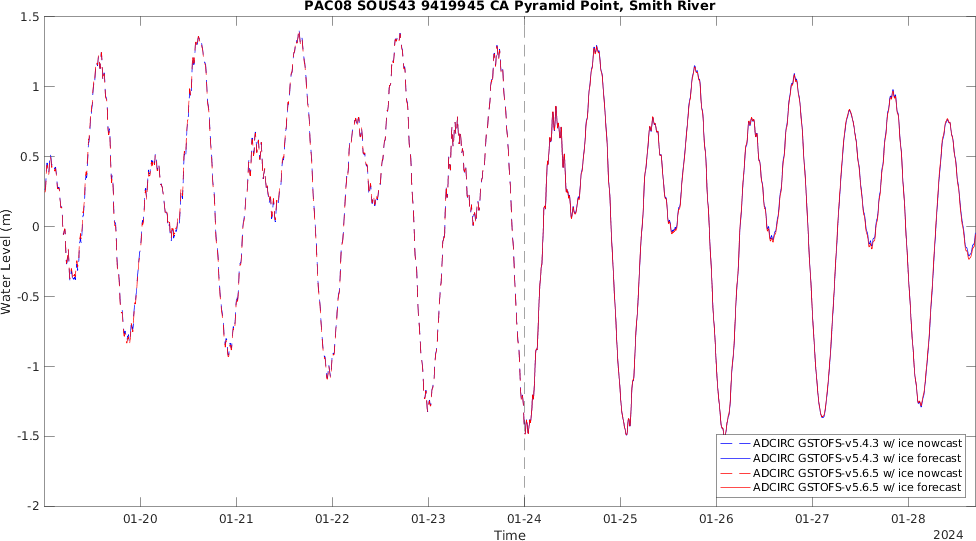 PAC08 SOUS43 9419945 CA Pyramid Point, Smith River
1.5
1
0.5
0
-0.5
-1
-1.5
-2
Water Level (m)
ADCIRC GSTOFS-v5.4.3 w/ ice nowcast
ADCIRC GSTOFS-v5.4.3 w/ ice forecast
ADCIRC GSTOFS-v5.6.5 w/ ice nowcast
ADCIRC GSTOFS-v5.6.5 w/ ice forecast
01-20 01-21 01-22 01-23 01-24 01-25 01-26 01-27 01-28
Time
2024